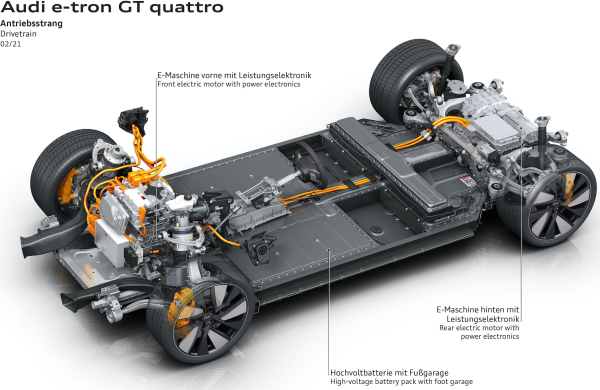 Audi e-tron GT quattro
Antriebsstrang
Drivetrain
02/21
E-Maschine vorne mit Leistungselektronik
Front electric motor with power electronics
E-Maschine hinten mit
Leistungselektronik
Rear electric motor with
power electronics
Hochvoltbatterie mit Fußgarage
High-voltage battery pack with foot garage